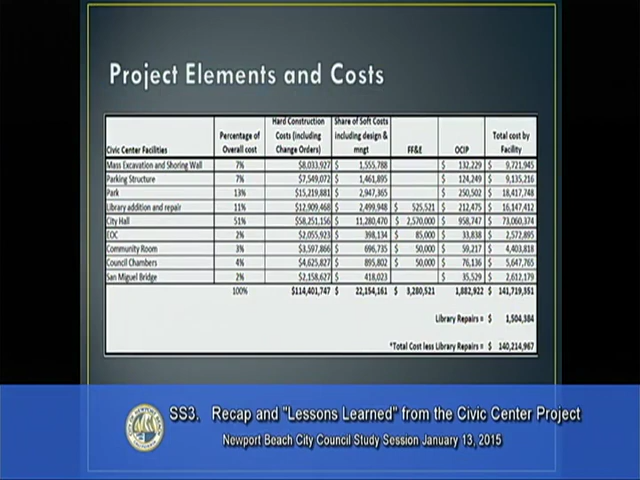 Project Elements and Costs
Civic Center Facilities Percentage of Overall cost Hard Construction Costs (including Change Orders) Share of Soft Costs including design & mngt FF&E OCIP Total cost by Facility
Mass Excavation and Shoring Wall 7% $8,033,927 $ 1,555,788 $ 132,229 $ 9,721,945
Parking Structure 7% $7,549,072 $ 1,461,895 $ 124,249 $ 9,135,216
Park 13% $15,219,881 $ 2,947,365 $ 250,502 $ 18,417,748
Library addition and repair 11% $12,909,468 $ 2,499,948 $ 525,521 $ 212,475 $ 16,147,412
City Hall 51% $58,251,156 $ 11,280,470 $ 2,570,000 $ 958,747 $ 73,060,374
EOC 2% $2,055,923 $ 398,134 $ 85,000 $ 33,838 $ 2,572,895
Community Room 3% $3,597,866 $ 696,735 $ 50,000 $ 59,217 $ 4,403,818
Council Chambers 4% $4,625,827 $ 895,802 $ 50,000 $ 76,136 $ 5,647,765
San Miguel Bridge 2% $2,158,627 $ 418,023 $ 35,529 $ 2,612,179
100% $114,401,747 $ 22,154,161 $ 3,280,521 1,882,922 $ 141,719,351
Library Repairs = $ 1,504,384
*Total Cost less Library Repairs = $ 140,214,967
SS3. Recap and "Lessons Learned" from the Civic Center Project
Newport Beach City Council Study Session January 13, 2015